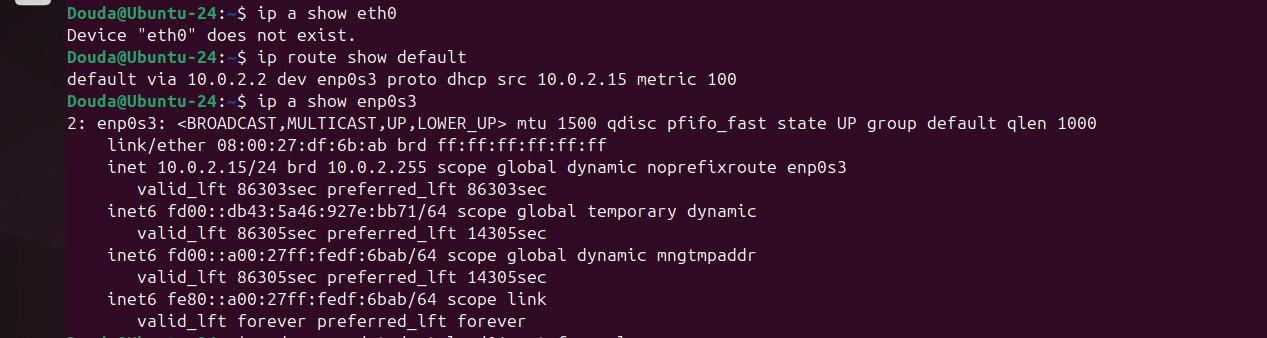 Douda@Ubuntu-24:~$ ip a show eth0
Device "eth0" does not exist.
Douda@Ubuntu-24:~$ ip route show default
default via 10.0.2.2 dev enp0s3 proto dhcp src 10.0.2.15 metric 100
Douda@Ubuntu-24:~$ ip a show enp0s3
2: enp0s3: <BROADCAST,MULTICAST,UP,LOWER_UP> mtu 1500 qdisc pfifo_fast state UP group default qlen 1000
    link/ether 08:00:27:df:6b:ab brd ff:ff:ff:ff:ff:ff
    inet 10.0.2.15/24 brd 10.0.2.255 scope global dynamic noprefixroute enp0s3
       valid_lft 86303sec preferred_lft 86303sec
    inet6 fd00::db43:5a46:927e:bb71/64 scope global temporary dynamic
       valid_lft 86305sec preferred_lft 14305sec
    inet6 fd00::a00:27ff:fedf:6bab/64 scope global dynamic mngtmpaddr
       valid_lft 86305sec preferred_lft 14305sec
    inet6 fe80::a00:27ff:fedf:6bab/64 scope link
       valid_lft forever preferred_lft forever